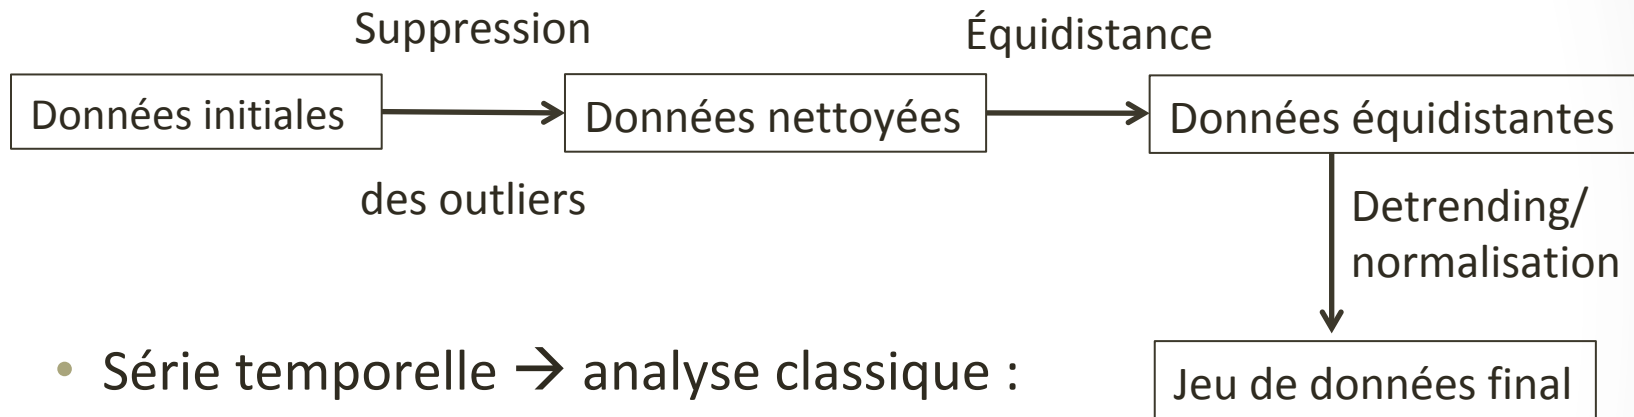 Suppression
Équidistance
Données initiales
Données nettoyées
Données équidistantes
des outliers
Detrending/
normalisation
• Série temporelle → analyse classique :
Jeu de données final